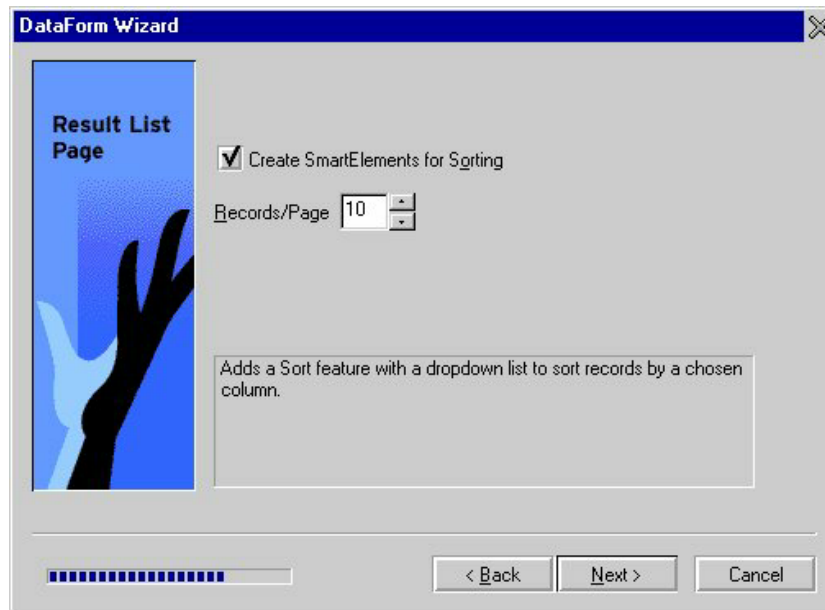 DataForm Wizard
Result List
Page
Create SmartElements for Sorting
Records/Page 10
Adds a Sort feature with a dropdown list to sort records by a chosen
column.
< Back Next > Cancel